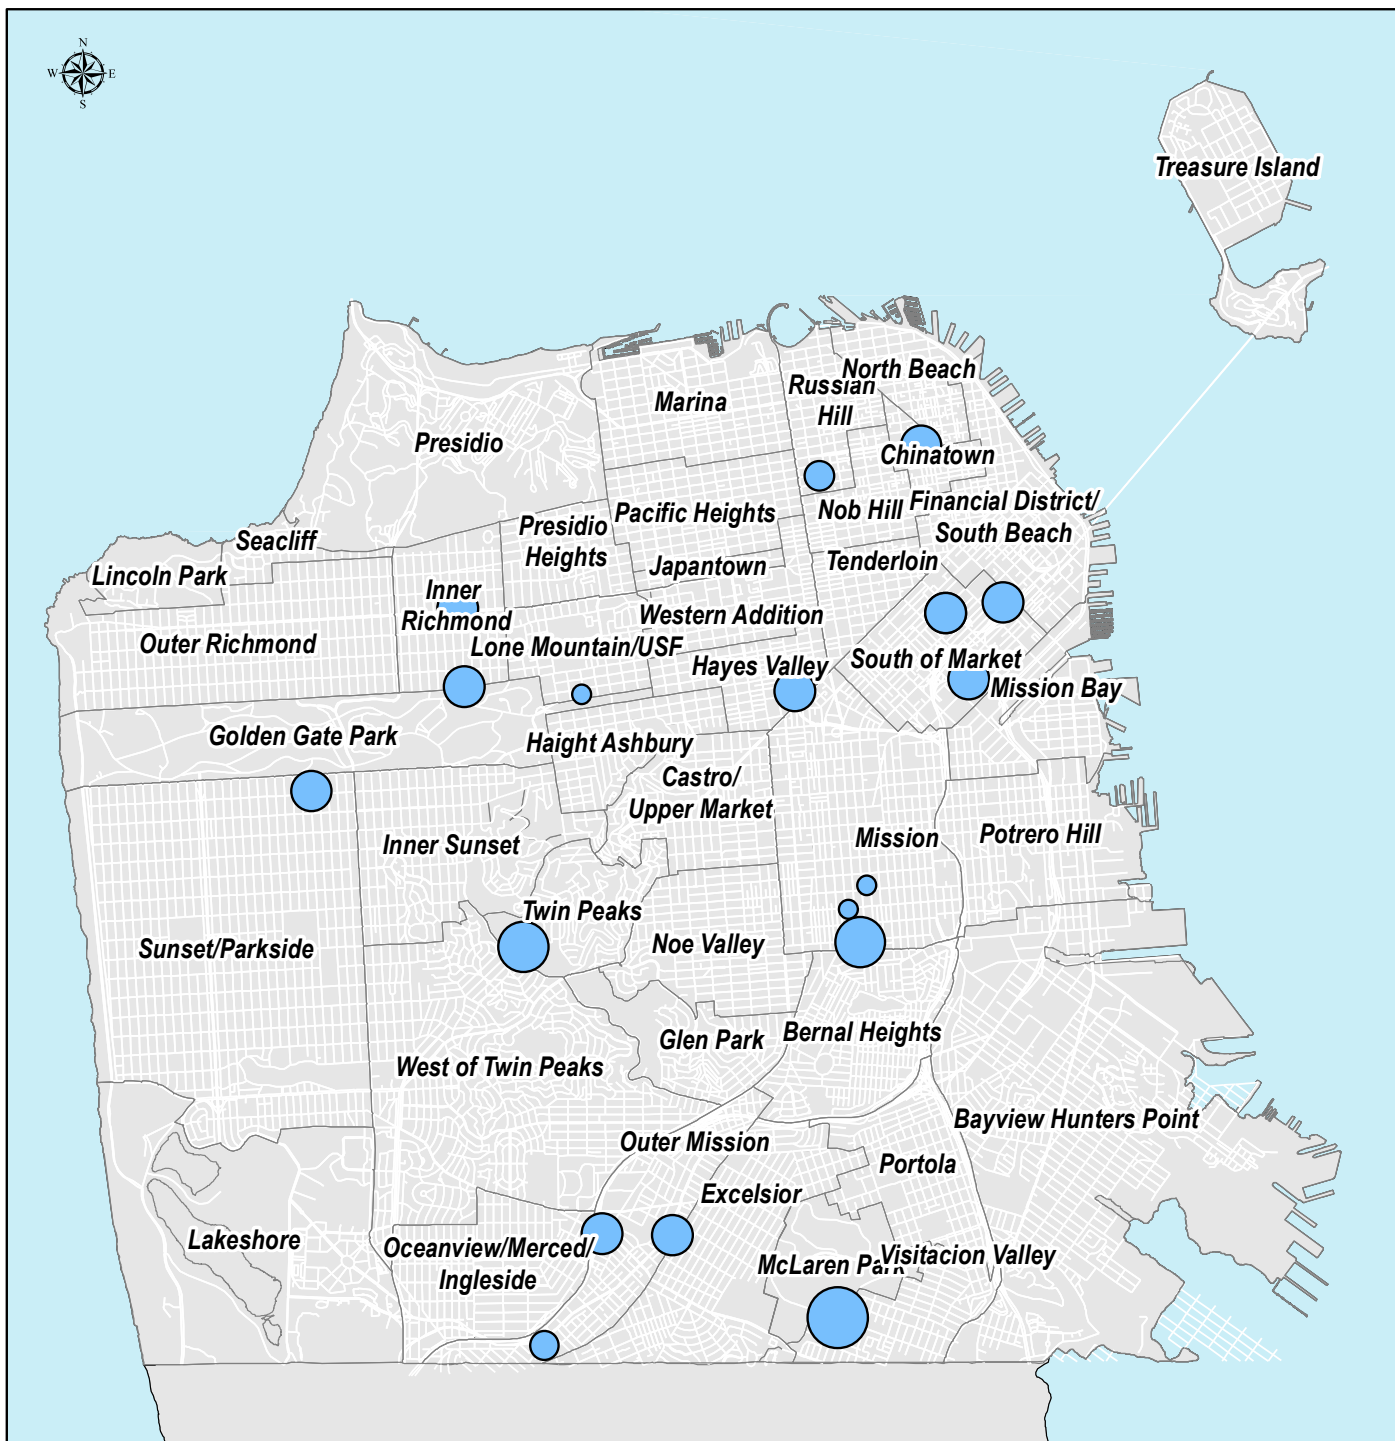 N
W E
S
Treasure Island
North Beach
Russian
Hill
Marina
Presidio
Chinatown
Financial District/
South Beach
Nob Hill
Pacific Heights
Presidio
Heights
Seacliff
Lincoln Park
Japantown
Tenderloin
Inner
Richmond
Western Addition
Outer Richmond
Lone Mountain/USF
Hayes Valley
South of Market
Mission Bay
Golden Gate Park
Haight Ashbury
Castro/
Upper Market
Inner Sunset
Mission
Potrero Hill
Twin Peaks
Sunset/Parkside
Noe Valley
Glen Park
Bernal Heights
West of Twin Peaks
Bayview Hunters Point
Outer Mission
Portola
Excelsior
Lakeshore
Oceanview/Merced/
Ingleside
McLaren Park
Visitacion Valley